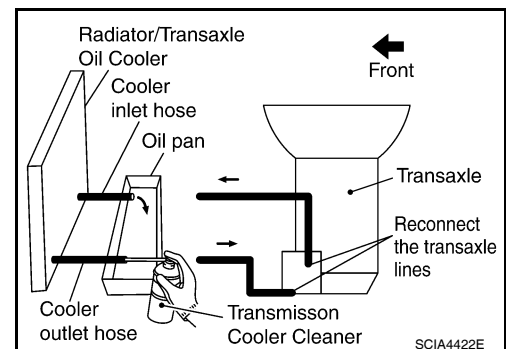 Radiator/Transaxle
Oil Cooler
Cooler
inlet hose
Oil pan
Front
Transaxle
Reconnect
the transaxle
lines
Cooler
outlet hose
Transmisson
Cooler Cleaner
SCIA4422E